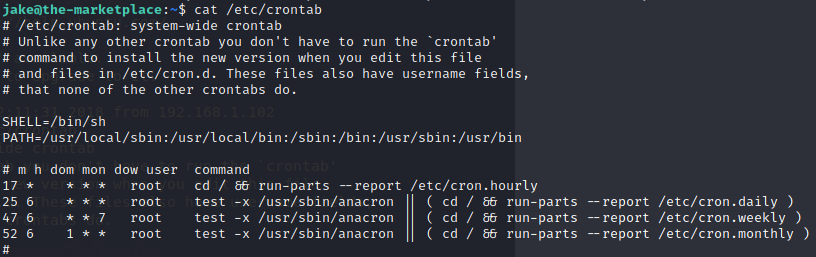 jake@the-marketplace:~$ cat /etc/crontab
# /etc/crontab: system-wide crontab
# Unlike any other crontab you don't have to run the `crontab'
# command to install the new version when you edit this file
# and files in /etc/cron.d. These files also have username fields,
# that none of the other crontabs do.
SHELL=/bin/sh
PATH=/usr/local/sbin:/usr/local/bin:/sbin:/bin:/usr/sbin:/usr/bin
# m h dom mon dow user  command
17 *    * * *   root    cd / && run-parts --report /etc/cron.hourly
25 6    * * *   root    test -x /usr/sbin/anacron || ( cd / && run-parts --report /etc/cron.daily )
47 6    * * 7   root    test -x /usr/sbin/anacron || ( cd / && run-parts --report /etc/cron.weekly )
52 6    1 * *   root    test -x /usr/sbin/anacron || ( cd / && run-parts --report /etc/cron.monthly )
#